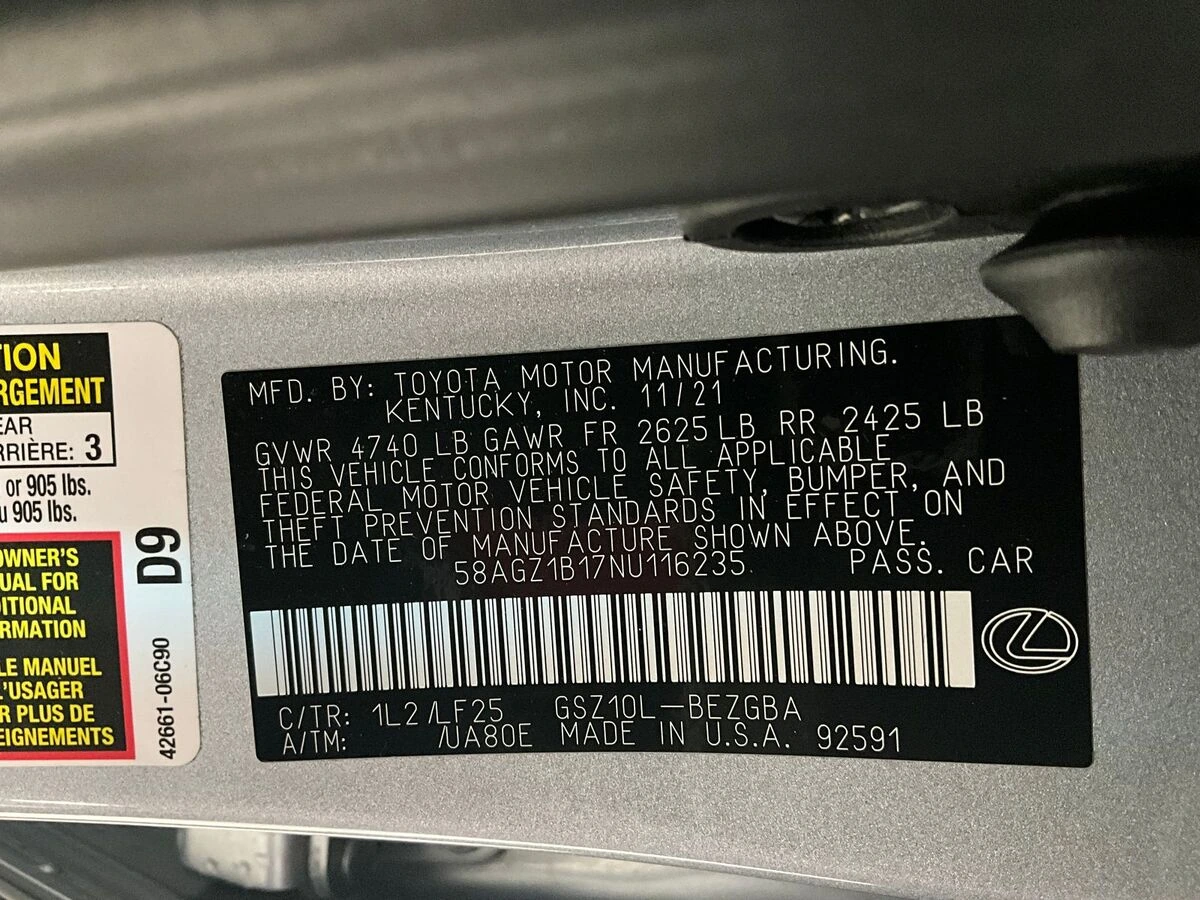 TION
RGEMENT
EAR
RRIÈRE: 3
or 905 lbs.
u 905 lbs.
OWNER'S
UAL FOR
DITIONAL
RMATION
LE MANUEL
L'USAGER
R PLUS DE
EIGNEMENTS
D9
42661-06C90
MFD. BY: TOYOTA MOTOR MANUFACTURING.
KENTUCKY, INC. 11/21
GVWR 4740 LB GAWR FR 2625 LB RR 2425 LB
THIS VEHICLE CONFORMS TO ALL APPLICABLE
FEDERAL MOTOR VEHICLE SAFETY, BUMPER, AND
THEFT PREVENTION STANDARDS IN EFFECT ON
THE DATE OF MANUFACTURE SHOWN ABOVE.
58AGZ1B17NU116235 PASS. CAR
C/TR: 1L2/LF25 GSZ10L-BEZGBA
A/TM: /UA80E MADE IN U.S.A. 92591